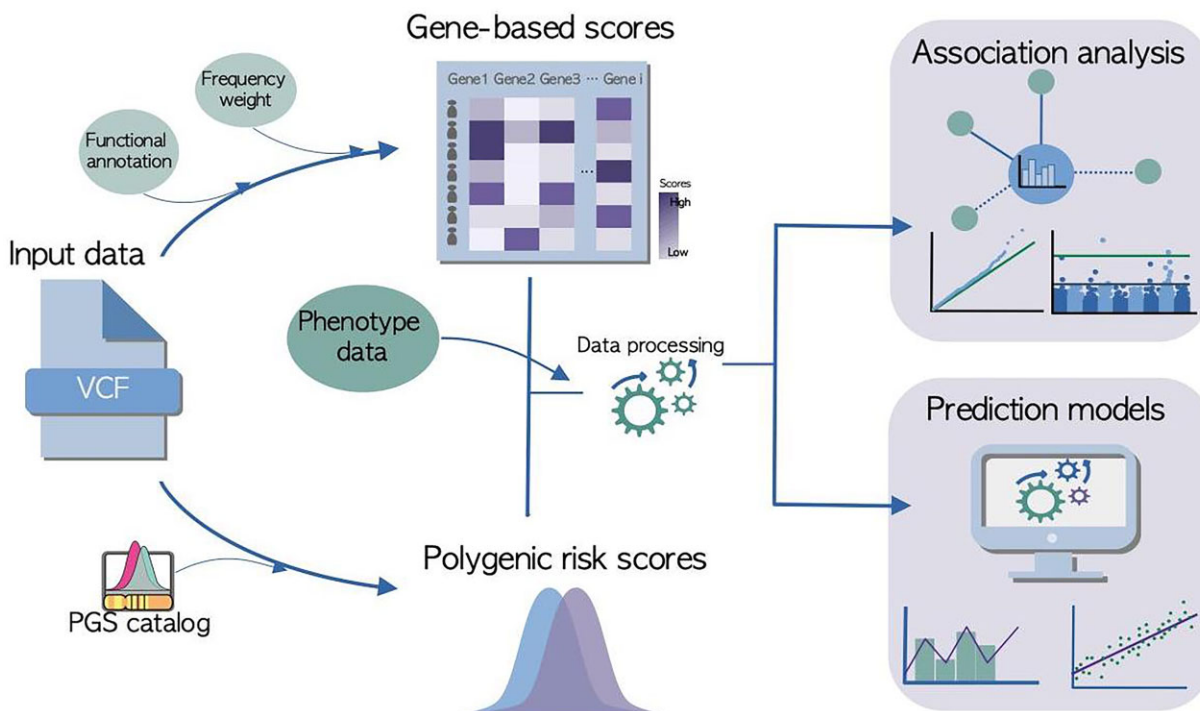 Gene-based scores
Association analysis
Frequency
weight
Functional
annotation
Gene1 Gene2 Gene3 ... Gene i
...
Scores
High
Low
Input data
VCF
Phenotype
data
Data processing
Prediction models
Polygenic risk scores
PGS catalog